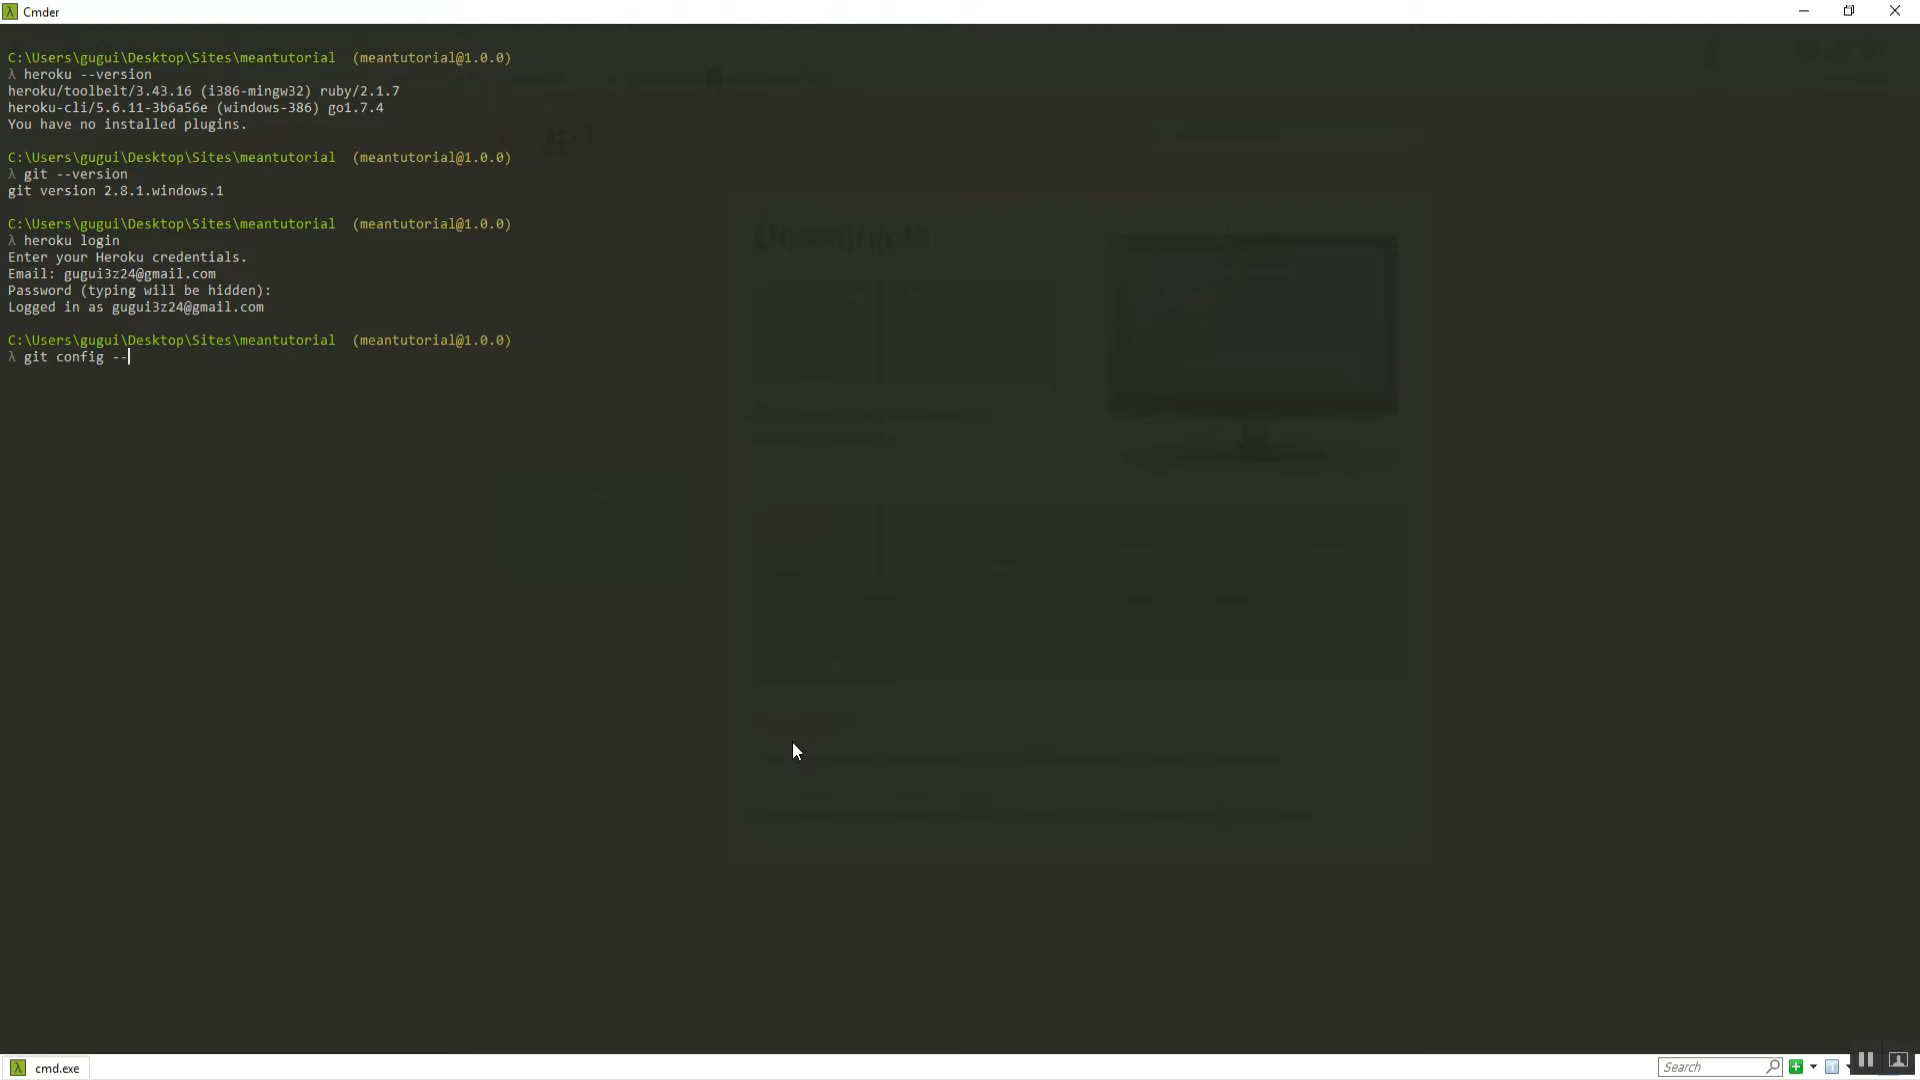 Cmder
C:\Users\gugui\Desktop\Sites\meantutorial (meantutorial@1.0.0)
λ heroku --version
heroku/toolbelt/3.43.16 (i386-mingw32) ruby/2.1.7
heroku-cli/5.6.11-3b6a56e (windows-386) go1.7.4
You have no installed plugins.
C:\Users\gugui\Desktop\Sites\meantutorial (meantutorial@1.0.0)
λ git --version
git version 2.8.1.windows.1
C:\Users\gugui\Desktop\Sites\meantutorial (meantutorial@1.0.0)
λ heroku login
Enter your Heroku credentials.
Email: gugui3z24@gmail.com
Password (typing will be hidden):
Logged in as gugui3z24@gmail.com
C:\Users\gugui\Desktop\Sites\meantutorial (meantutorial@1.0.0)
λ git config --
Downloads
cmd.exe
Search